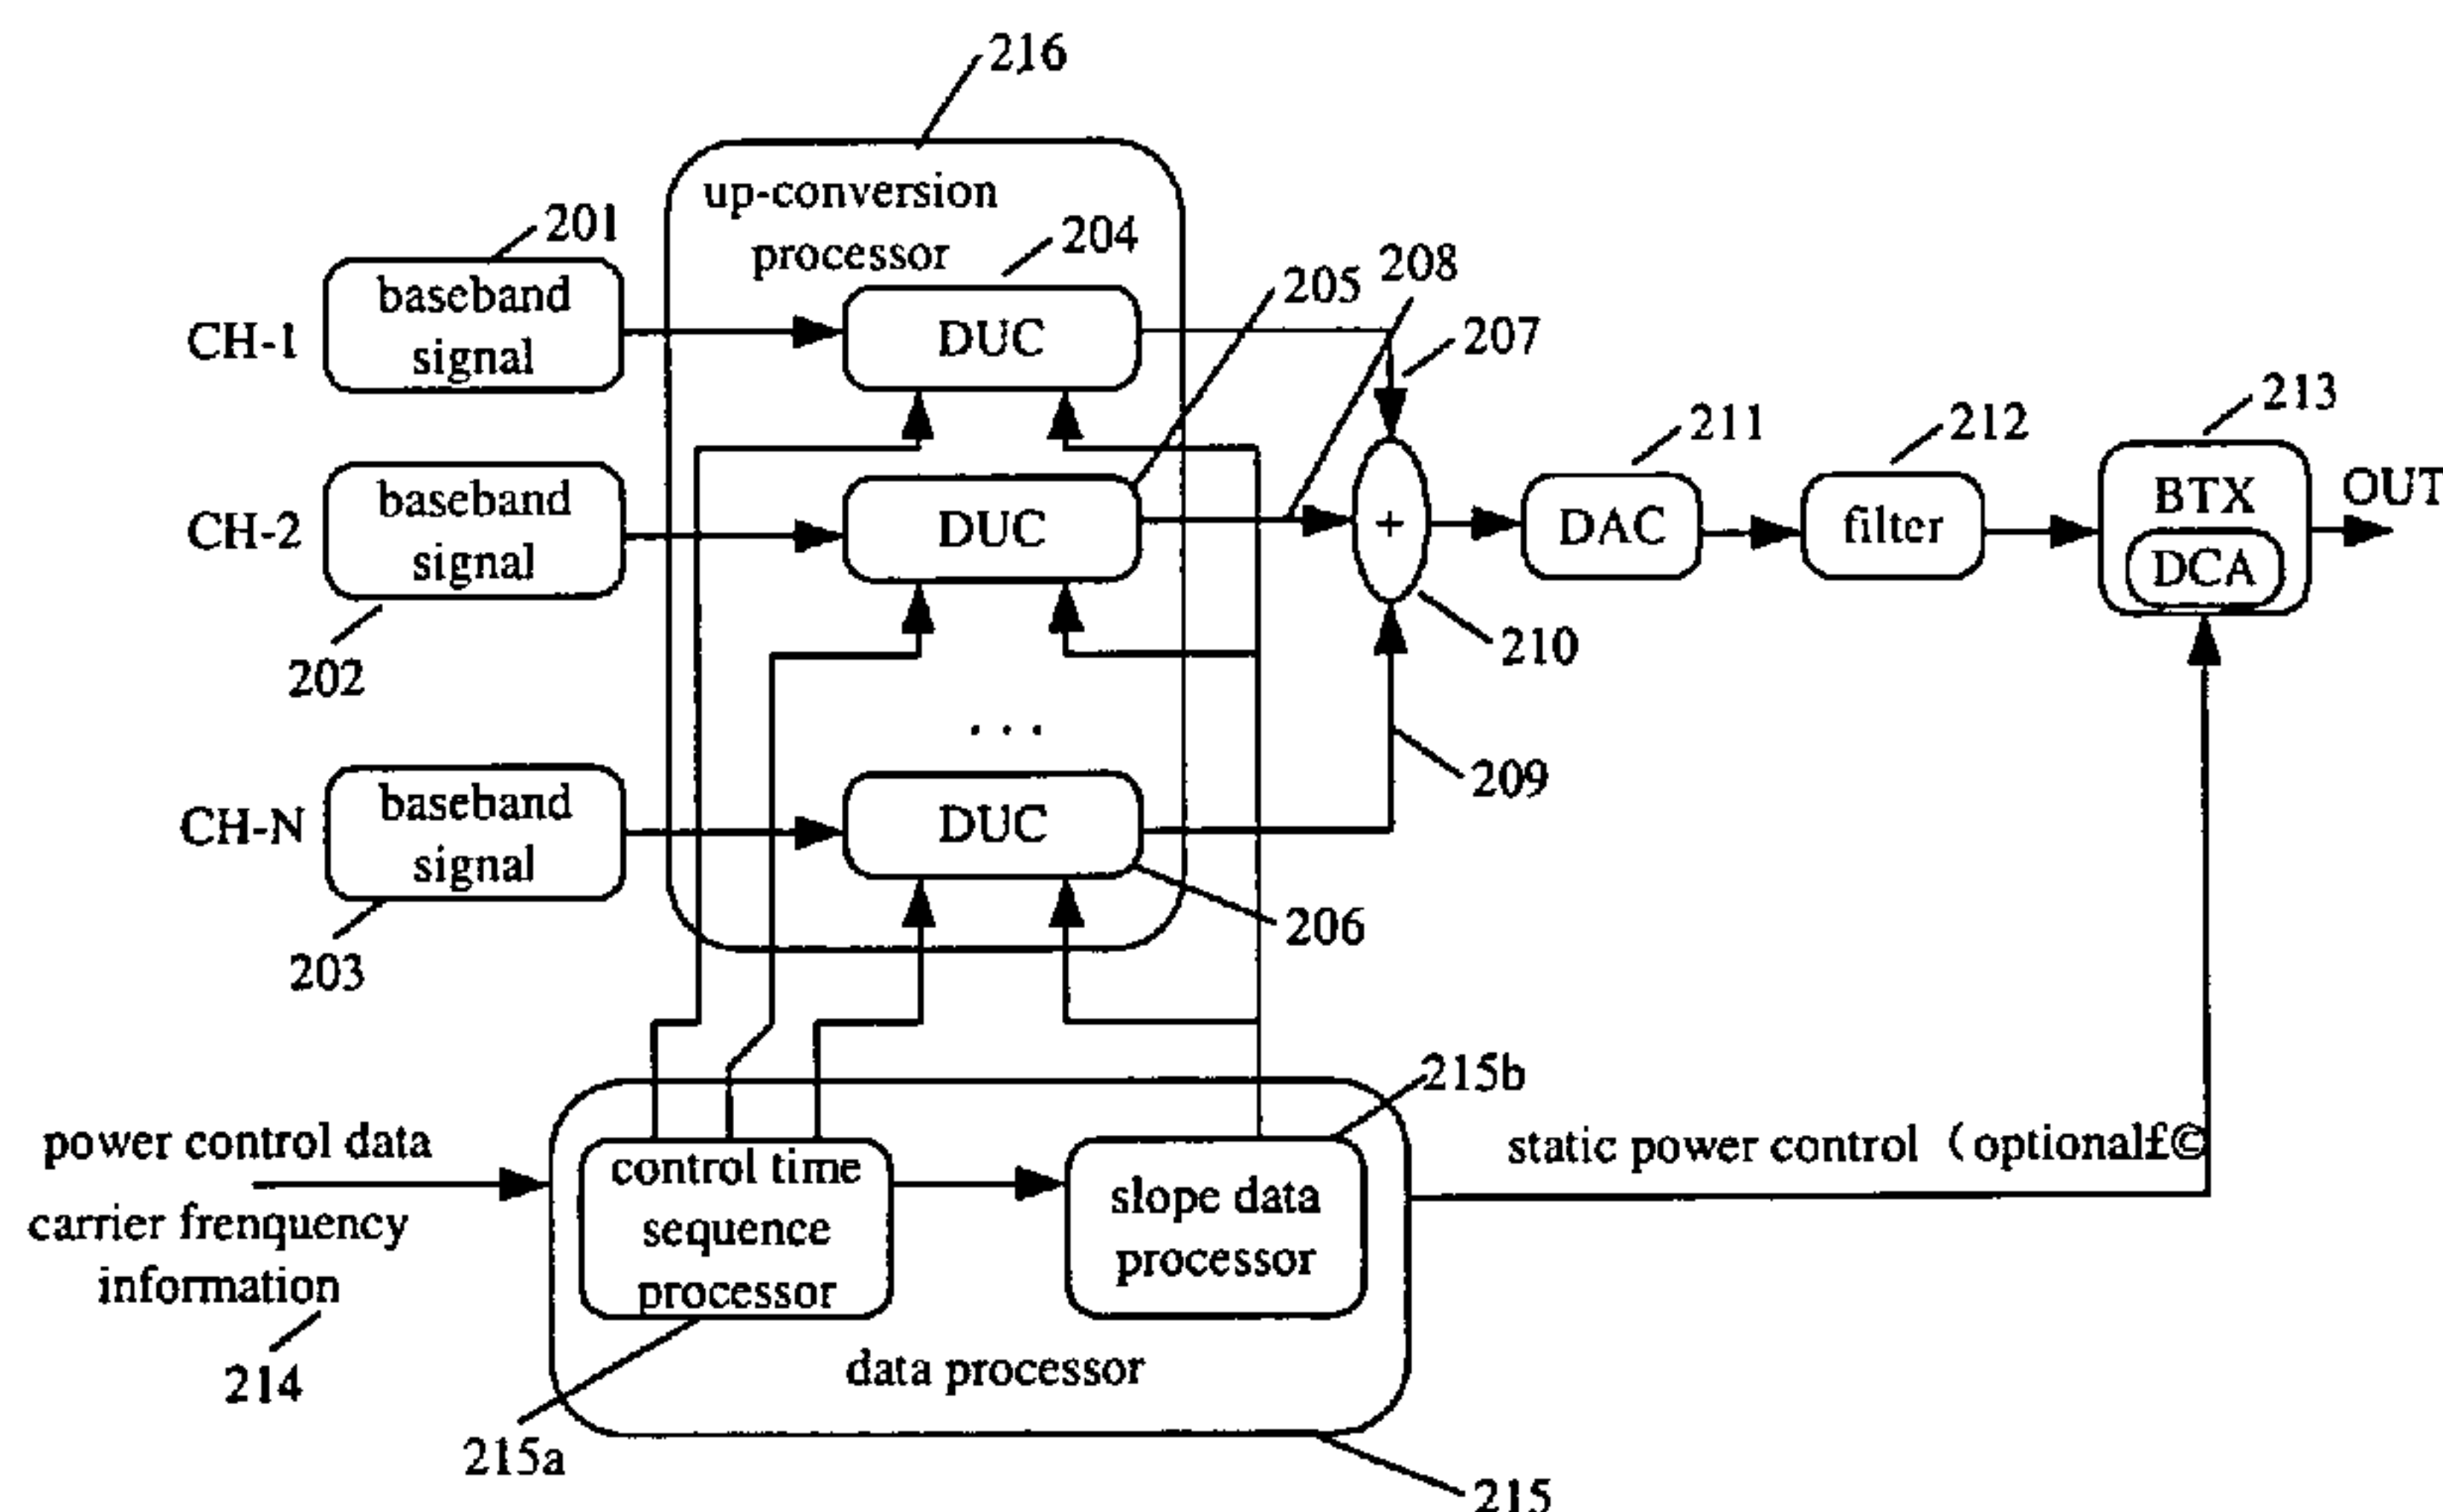 216
up-conversion
processor
201
204
205
208
207
baseband
signal
CH-1
DUC
211
212
213
baseband
signal
CH-2
DUC
+
DAC
filter
BTX
DCA
OUT
202
210
...
209
baseband
signal
CH-N
DUC
206
203
215b
power control data
carrier frenquency
information
214
control time
sequence
processor
slope data
processor
static power control（optional£©
data processor
215a
215